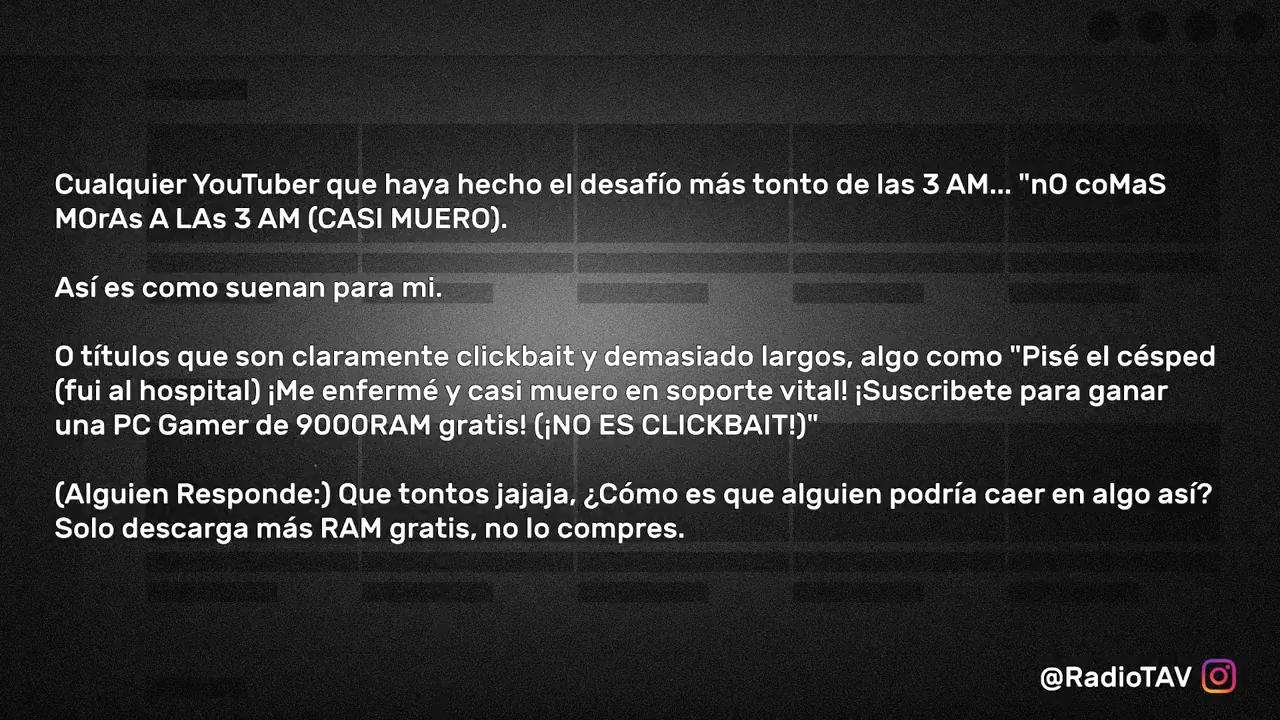 Cualquier YouTuber que haya hecho el desafío más tonto de las 3 AM... "nO coMaS
MOrAs A LAs 3 AM (CASI MUERO).
Así es como suenan para mi.
O títulos que son claramente clickbait y demasiado largos, algo como "Pisé el césped
(fui al hospital) ¡Me enfermé y casi muero en soporte vital! ¡Suscribete para ganar
una PC Gamer de 9000RAM gratis! (¡NO ES CLICKBAIT!)"
(Alguien Responde:) Que tontos jajaja, ¿Cómo es que alguien podría caer en algo así?
Solo descarga más RAM gratis, no lo compres.
@RadioTAV